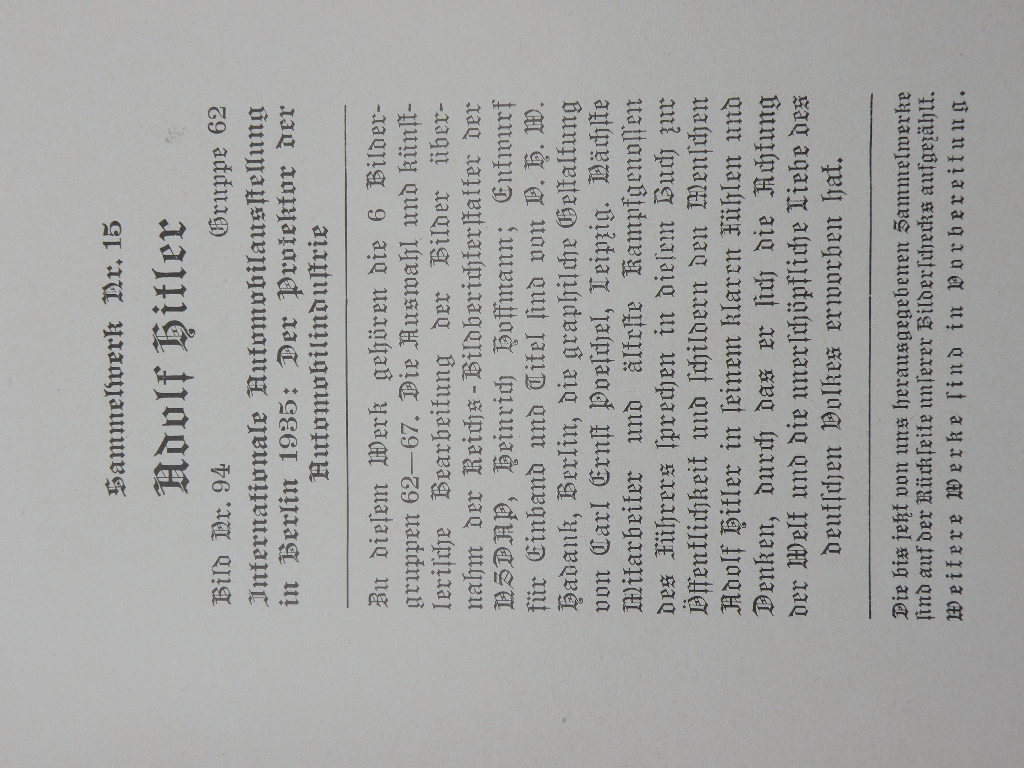 Sammelwerk Nr. 15
Adolf Hitler
Bild Nr. 94 Gruppe 62
Internationale Automobilausstellung
in Berlin 1935: Der Protektor der
Automobilindustrie
Zu diesem Werk gehören die 6 Bilder-
gruppen 62—67. Die Auswahl und künst-
lerische Bearbeitung der Bilder über-
nahm der Reichs-Bildberichterstatter der
NSDAP, Heinrich Hoffmann; Entwurf
für Einband und Titel sind von O. H. W.
Hadank, Berlin, die graphische Gestaltung
von Carl Ernst Poeschel, Leipzig. Nächste
Mitarbeiter und älteste Kampfgenossen
des Führers sprechen in diesem Buch zur
Öffentlichkeit und schildern den Menschen
Adolf Hitler in seinem klaren Fühlen und
Denken, durch das er sich die Achtung
der Welt und die unerschöpfliche Liebe des
deutschen Volkes erworben hat.
Die bis jetzt von uns herausgegebenen Sammelwerke
sind auf der Rückseite unserer Bilderschecks aufgezählt.
Weitere Werke sind in Vorbereitung.